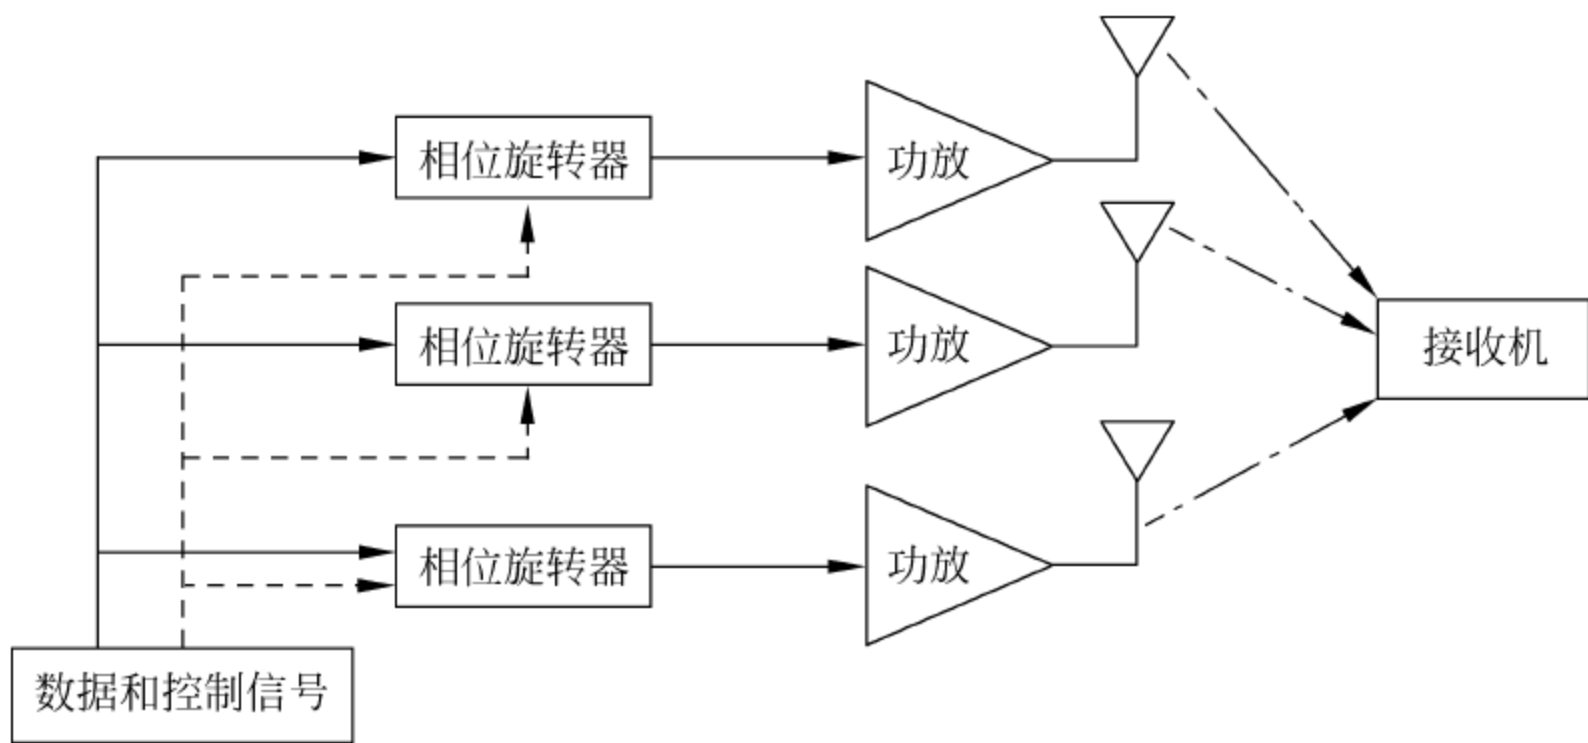 相位旋转器
功放
相位旋转器
功放
接收机
相位旋转器
功放
数据和控制信号